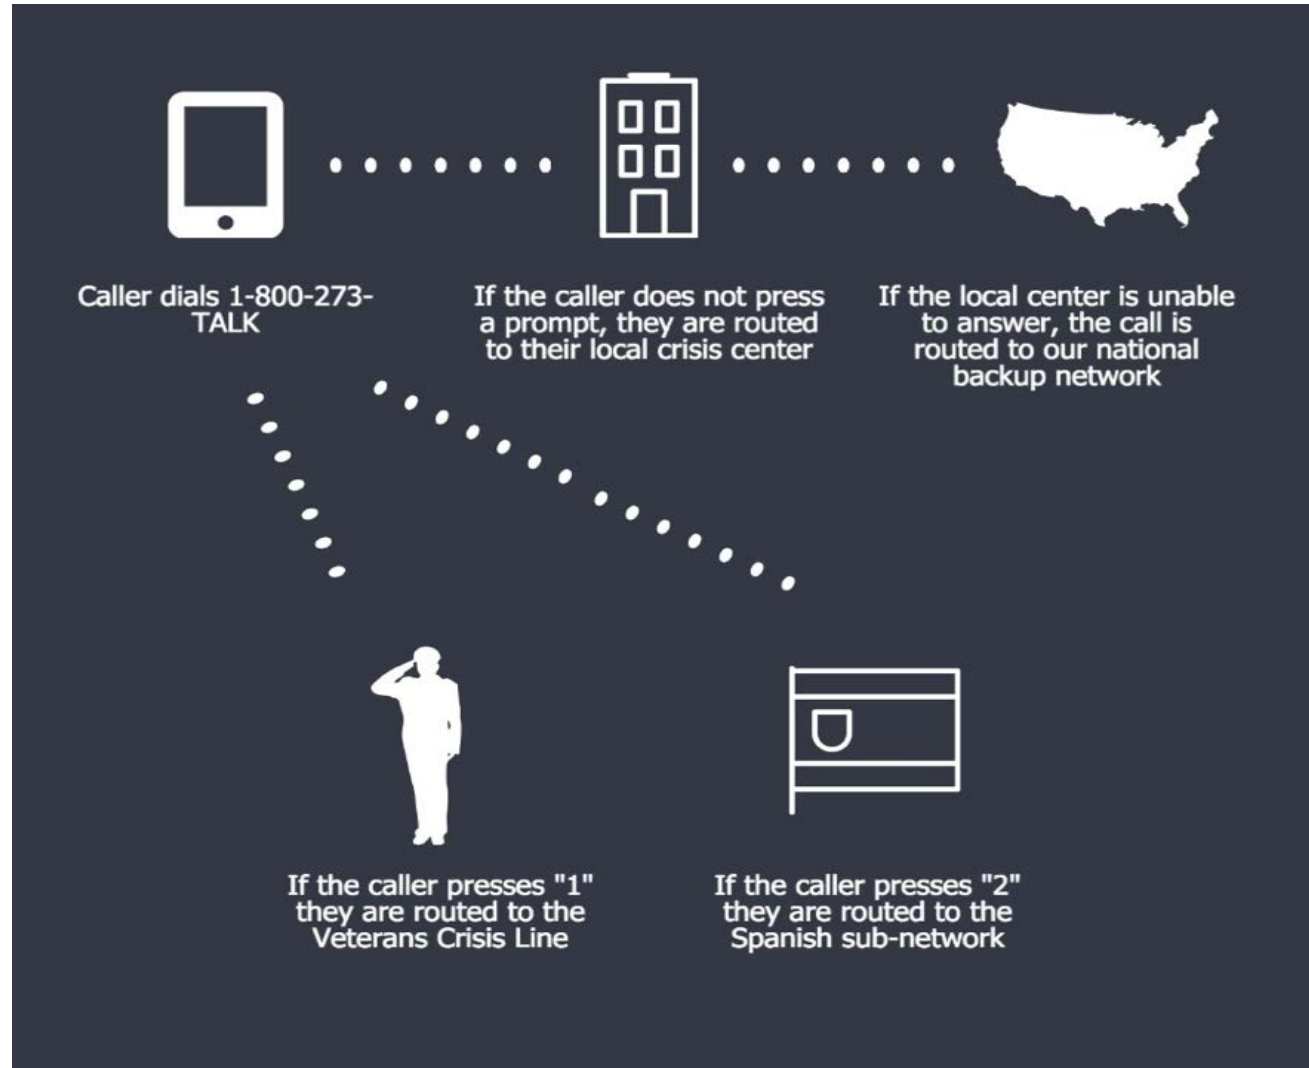 Caller dials 1-800-273-
TALK
If the caller does not press
a prompt, they are routed
to their local crisis center
If the local center is unable
to answer, the call is
routed to our national
backup network
If the caller presses "1"
they are routed to the
Veterans Crisis Line
If the caller presses "2"
they are routed to the
Spanish sub-network